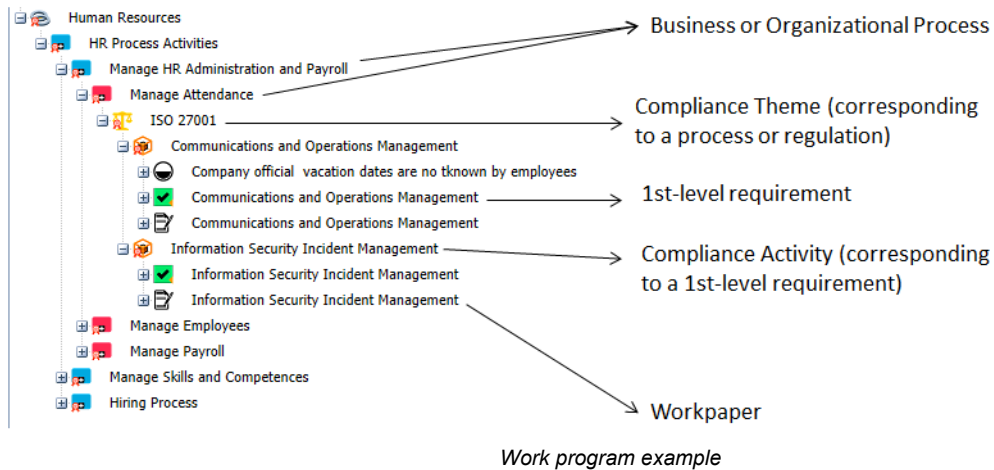 Human Resources
HR Process Activities
Manage HR Administration and Payroll
Manage Attendance
ISO 27001
Communications and Operations Management
Company official vacation dates are no tknown by employees
Communications and Operations Management
Communications and Operations Management
Information Security Incident Management
Information Security Incident Management
Information Security Incident Management
Manage Employees
Manage Payroll
Manage Skills and Competences
Hiring Process
Business or Organizational Process
Compliance Theme (corresponding
to a process or regulation)
1st-level requirement
Compliance Activity (corresponding
to a 1st-level requirement)
Workpaper
Work program example